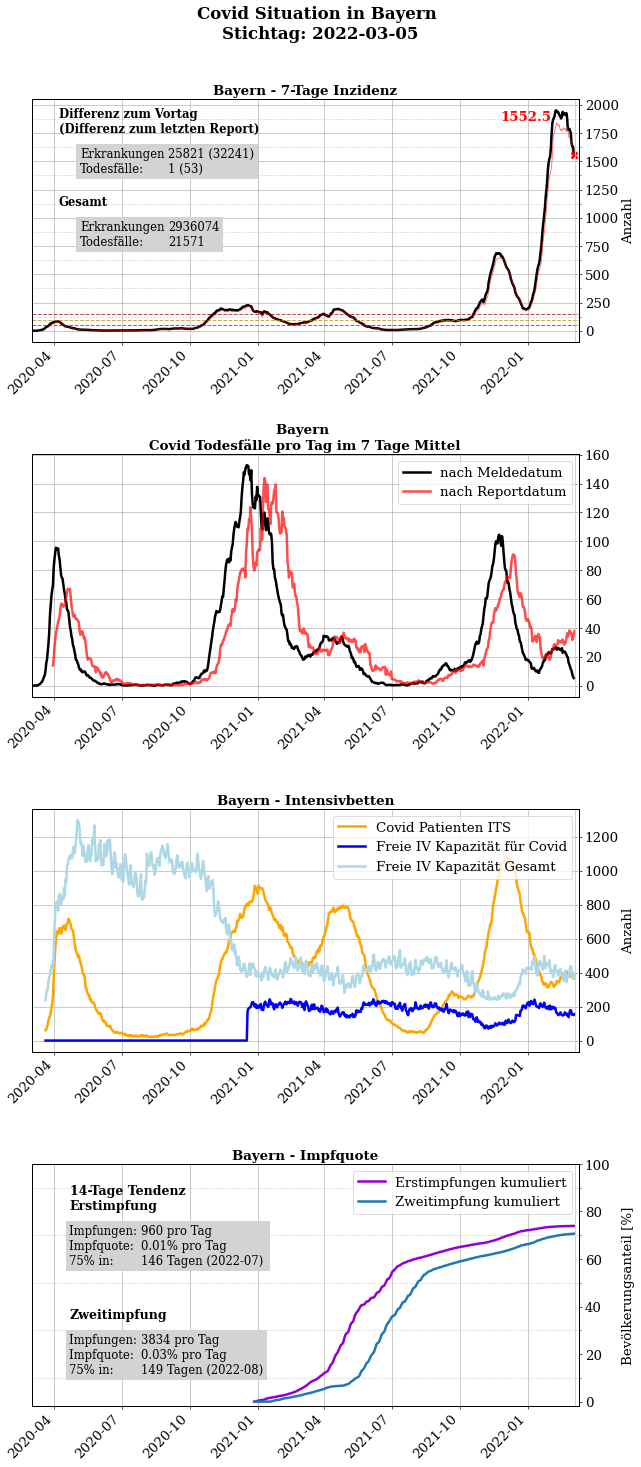 Covid Situation in Bayern
Stichtag: 2022-03-05
Bayern - 7-Tage Inzidenz
Differenz zum Vortag
(Differenz zum letzten Report)
Erkrankungen 25821 (32241)
Todesfälle: 1 (53)
Gesamt
Erkrankungen 2936074
Todesfälle: 21571
1552.5
2000
1750
1500
1250
1000
750
500
250
0
Anzahl
2020-04
2020-07
2020-10
2021-01
2021-04
2021-07
2021-10
2022-01
Bayern
Covid Todesfälle pro Tag im 7 Tage Mittel
nach Meldedatum
nach Reportdatum
160
140
120
100
80
60
40
20
0
2020-04
2020-07
2020-10
2021-01
2021-04
2021-07
2021-10
2022-01
Bayern - Intensivbetten
Covid Patienten ITS
Freie IV Kapazität für Covid
Freie IV Kapazität Gesamt
1200
1000
800
600
400
200
0
Anzahl
2020-04
2020-07
2020-10
2021-01
2021-04
2021-07
2021-10
2022-01
Bayern - Impfquote
14-Tage Tendenz
Erstimpfung
Impfungen: 960 pro Tag
Impfquote: 0.01% pro Tag
75% in: 146 Tagen (2022-07)
Zweitimpfung
Impfungen: 3834 pro Tag
Impfquote: 0.03% pro Tag
75% in: 149 Tagen (2022-08)
Erstimpfungen kumuliert
Zweitimpfung kumuliert
100
80
60
40
20
0
Bevölkerungsanteil [%]
2020-04
2020-07
2020-10
2021-01
2021-04
2021-07
2021-10
2022-01